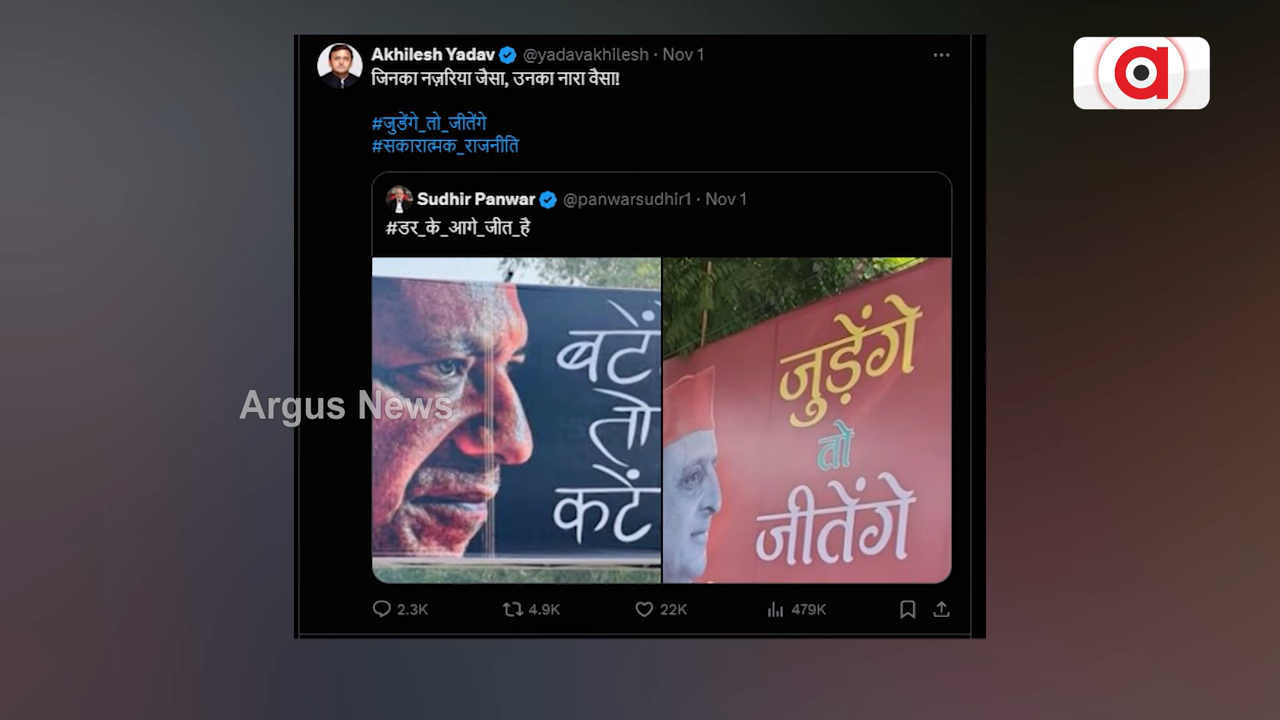 Akhilesh Yadav @yadavakhilesh · Nov 1
जिनका नज़रिया जैसा, उनका नारा वैसा!
#जुडेंगे_तो_जीतेंगे
#सकारात्मक_राजनीति
Sudhir Panwar @panwarsudhir1 · Nov 1
#डर_के_आगे_जीत_है
बटें
तो
कटें
जुड़ेंगे
तो
जीतेंगे
Argus News
2.3K 4.9K 22K 479K
a